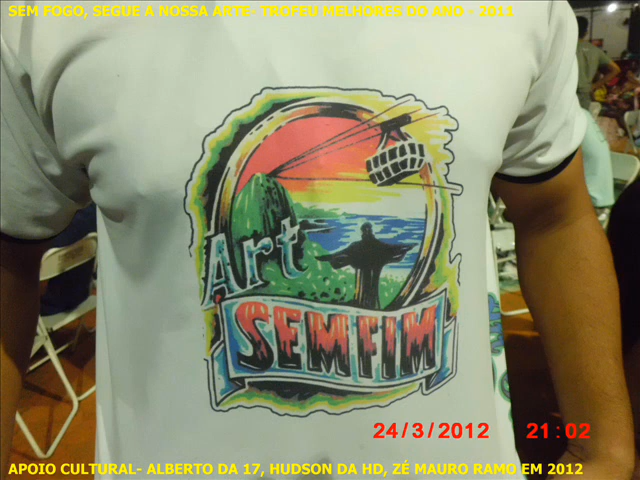 SEM FOGO, SEGUE A NOSSA ARTE- TROFEU MELHORES DO ANO - 2011
Art
SEMFIM
24/3/2012 21:02
APOIO CULTURAL- ALBERTO DA 17, HUDSON DA HD, ZÉ MAURO RAMO EM 2012